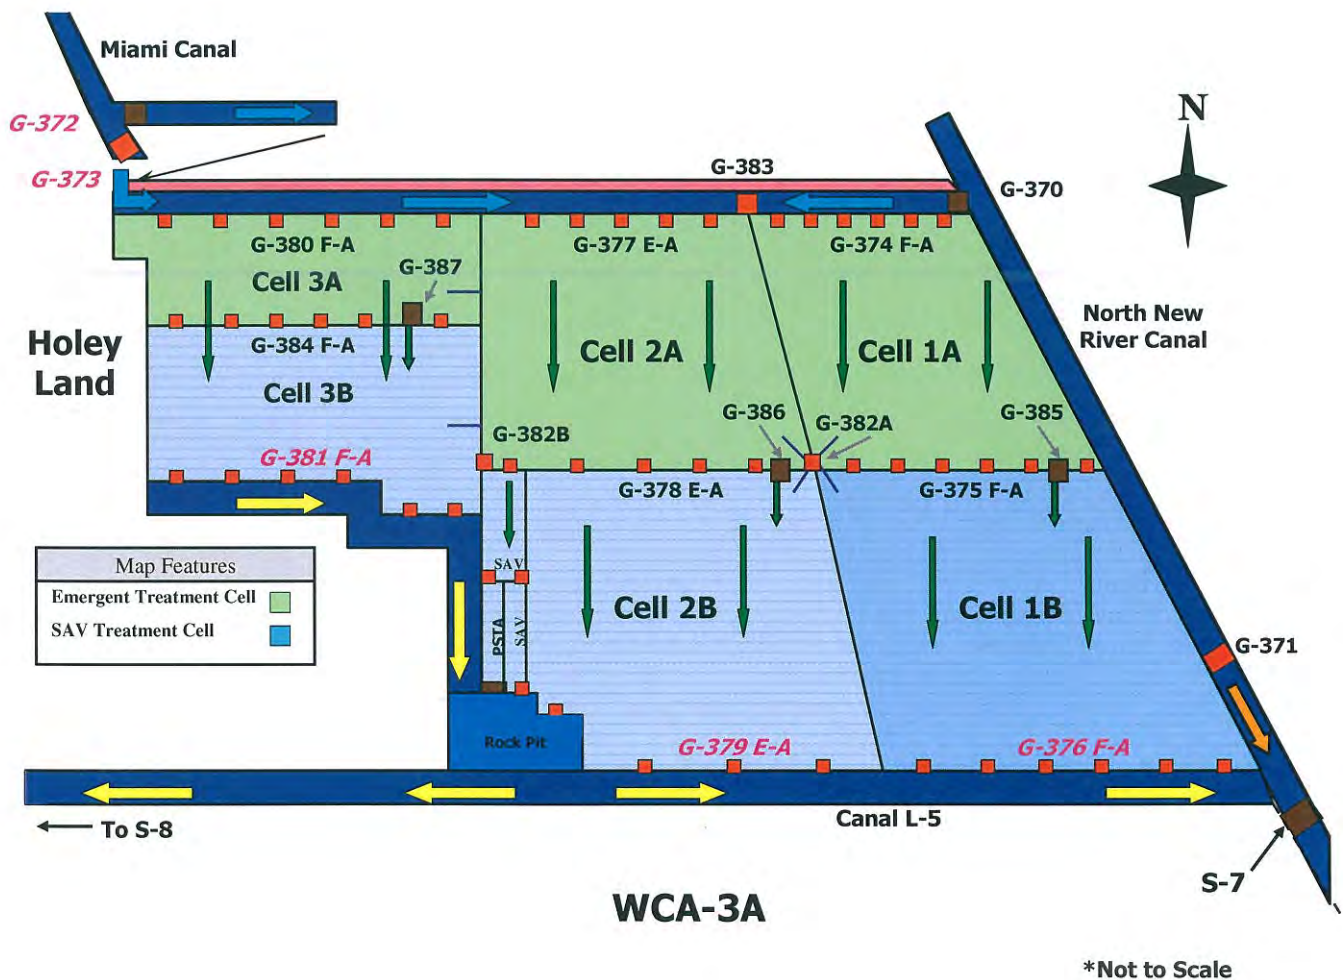 Miami Canal
G-372
G-373
N
G-383
G-370
G-380 F-A
G-377 E-A
G-374 F-A
G-387
Cell 3A
North New
River Canal
Holey
Land
G-384 F-A
Cell 2A
Cell 1A
Cell 3B
G-386
G-382A
G-385
G-382B
G-381 F-A
G-378 E-A
G-375 F-A
Map Features
Emergent Treatment Cell
SAV Treatment Cell
SAV
PSTA
SAV
Cell 2B
Cell 1B
G-371
Rock Pit
G-379 E-A
G-376 F-A
To S-8
Canal L-5
S-7
WCA-3A
*Not to Scale